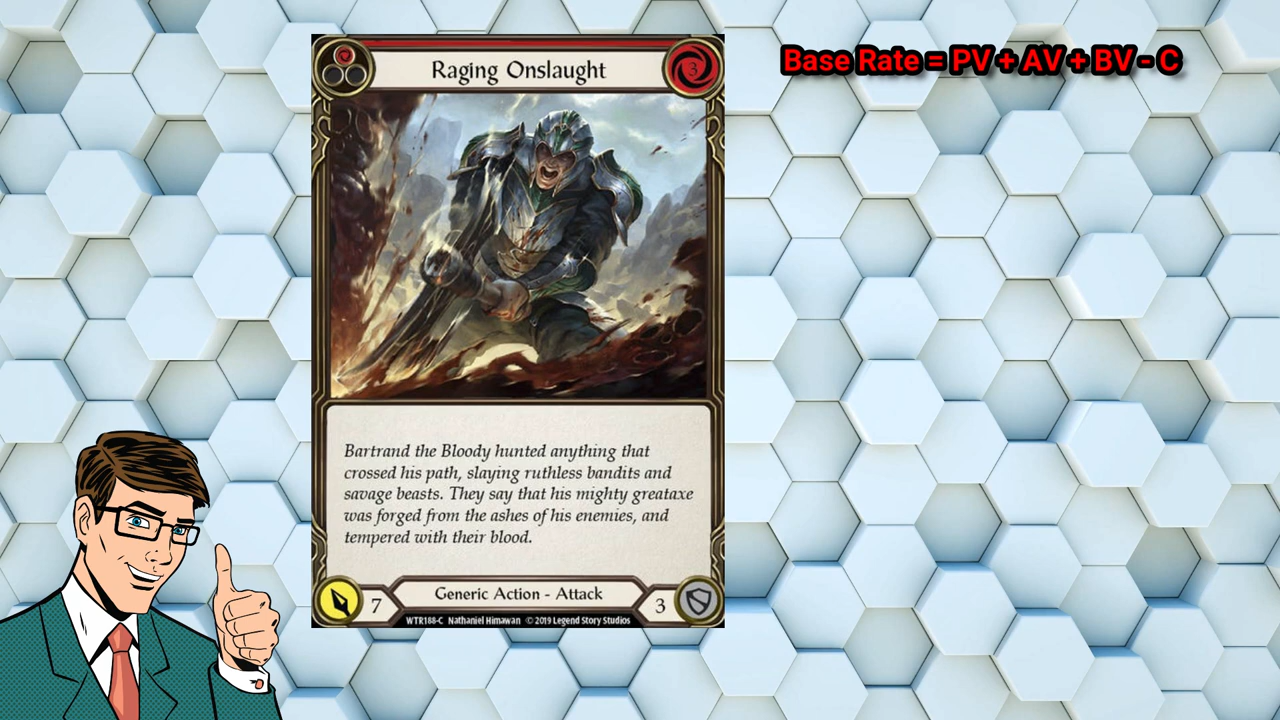 Base Rate = PV + AV + BV - C
Raging Onslaught
3
Bartrand the Bloody hunted anything that
crossed his path, slaying ruthless bandits and
savage beasts. They say that his mighty greataxe
was forged from the ashes of his enemies, and
tempered with their blood.
7
Generic Action - Attack
3
WTR188-C Nathaniel Himawan © 2019 Legend Story Studios